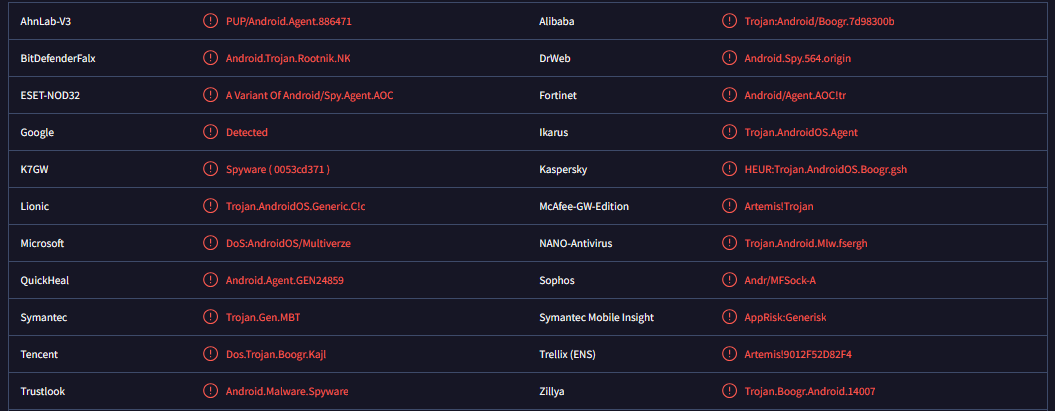 AhnLab-V3 PUP/Android.Agent.886471 Alibaba Trojan:Android/Boogr.7d98300b
BitDefenderFalx Android.Trojan.Rootnik.NK DrWeb Android.Spy.564.origin
ESET-NOD32 A Variant Of Android/Spy.Agent.AOC Fortinet Android/Agent.AOC!tr
Google Detected Ikarus Trojan.AndroidOS.Agent
K7GW Spyware ( 0053cd371 ) Kaspersky HEUR:Trojan.AndroidOS.Boogr.gsh
Lionic Trojan.AndroidOS.Generic.C!c McAfee-GW-Edition Artemis!Trojan
Microsoft DoS:AndroidOS/Multiverze NANO-Antivirus Trojan.Android.Mlw.fsergh
QuickHeal Android.Agent.GEN24859 Sophos Andr/MFSock-A
Symantec Trojan.Gen.MBT Symantec Mobile Insight AppRisk:Generisk
Tencent Dos.Trojan.Boogr.Kajl Trellix (ENS) Artemis!9012F52D82F4
Trustlook Android.Malware.Spyware Zillya Trojan.Boogr.Android.14007